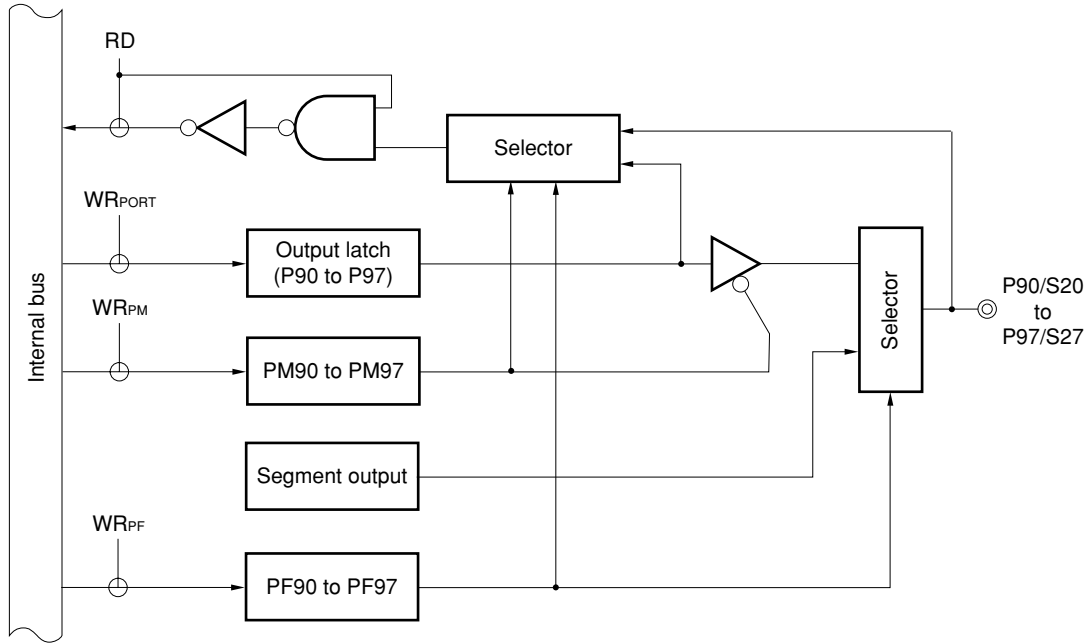 RD
Selector
WRPORT
Output latch
(P90 to P97)
WRPM
PM90 to PM97
Internal bus
Selector
P90/S20
to
P97/S27
Segment output
WRPF
PF90 to PF97